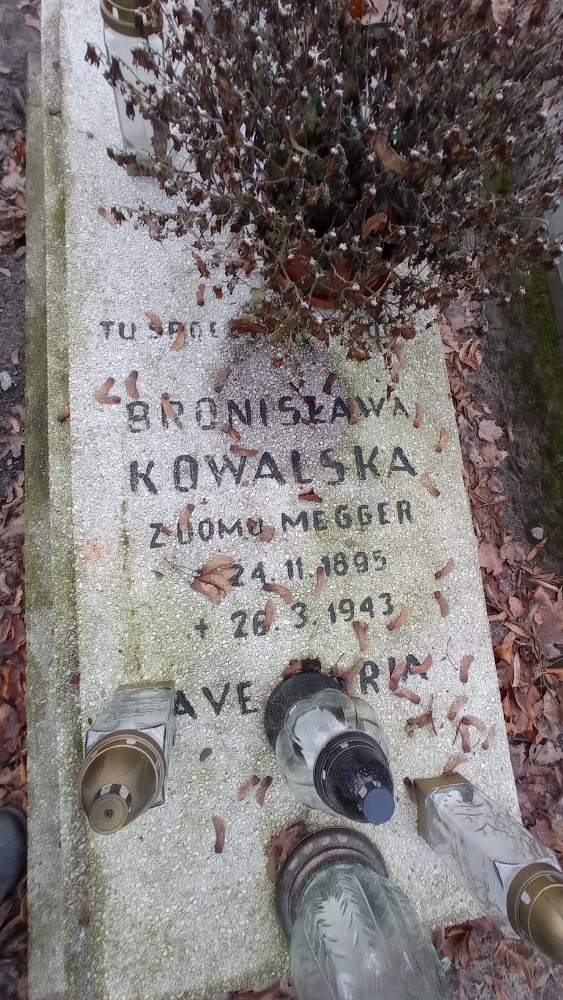 TU
BRONISŁAWA
KOWALSKA
Z DOMU MEGGER
24.11.1895
+ 26.3.1943
AVE